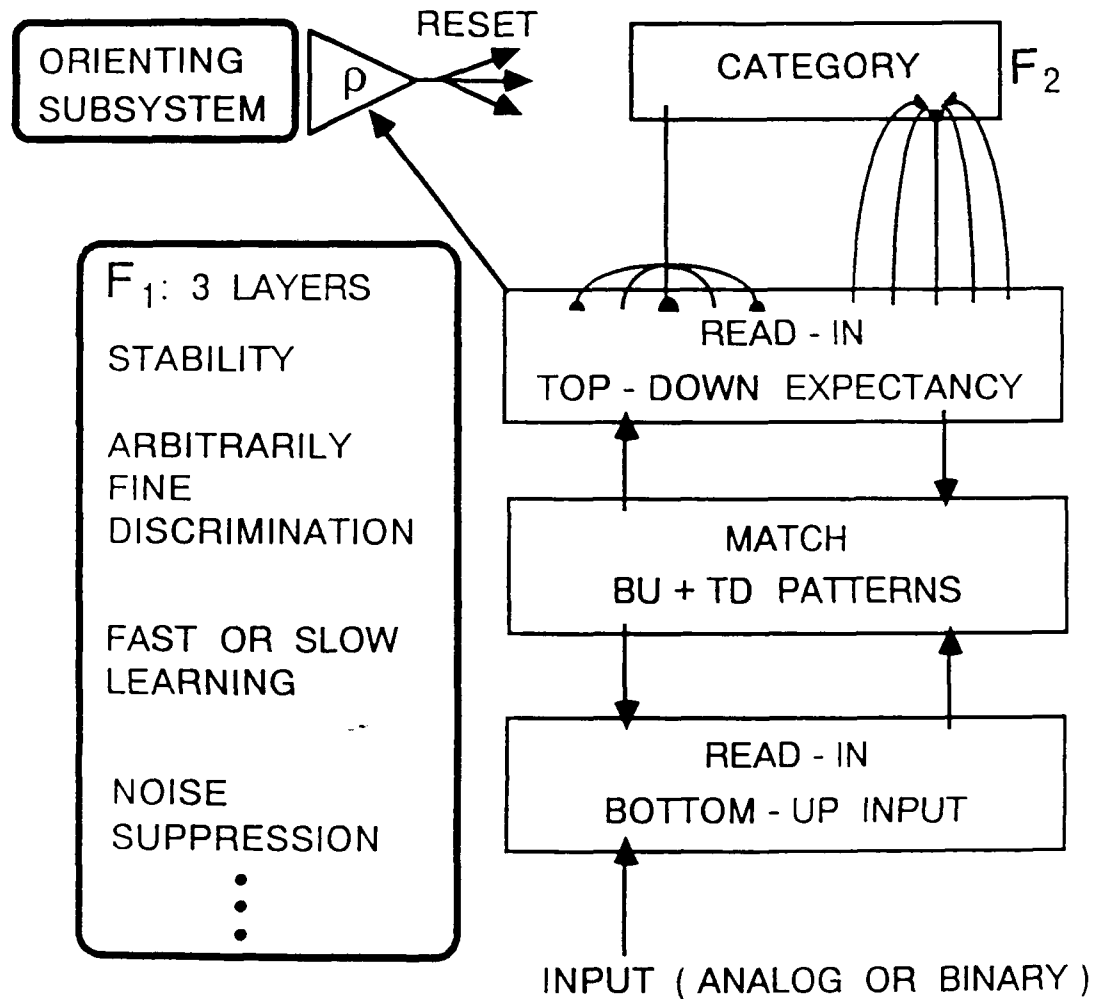 ORIENTING
SUBSYSTEM
ρ
RESET
CATEGORY
F₂
F₁: 3 LAYERS
STABILITY
ARBITRARILY
FINE
DISCRIMINATION
FAST OR SLOW
LEARNING
NOISE
SUPPRESSION
READ - IN
TOP - DOWN EXPECTANCY
MATCH
BU + TD PATTERNS
READ - IN
BOTTOM - UP INPUT
INPUT ( ANALOG OR BINARY )